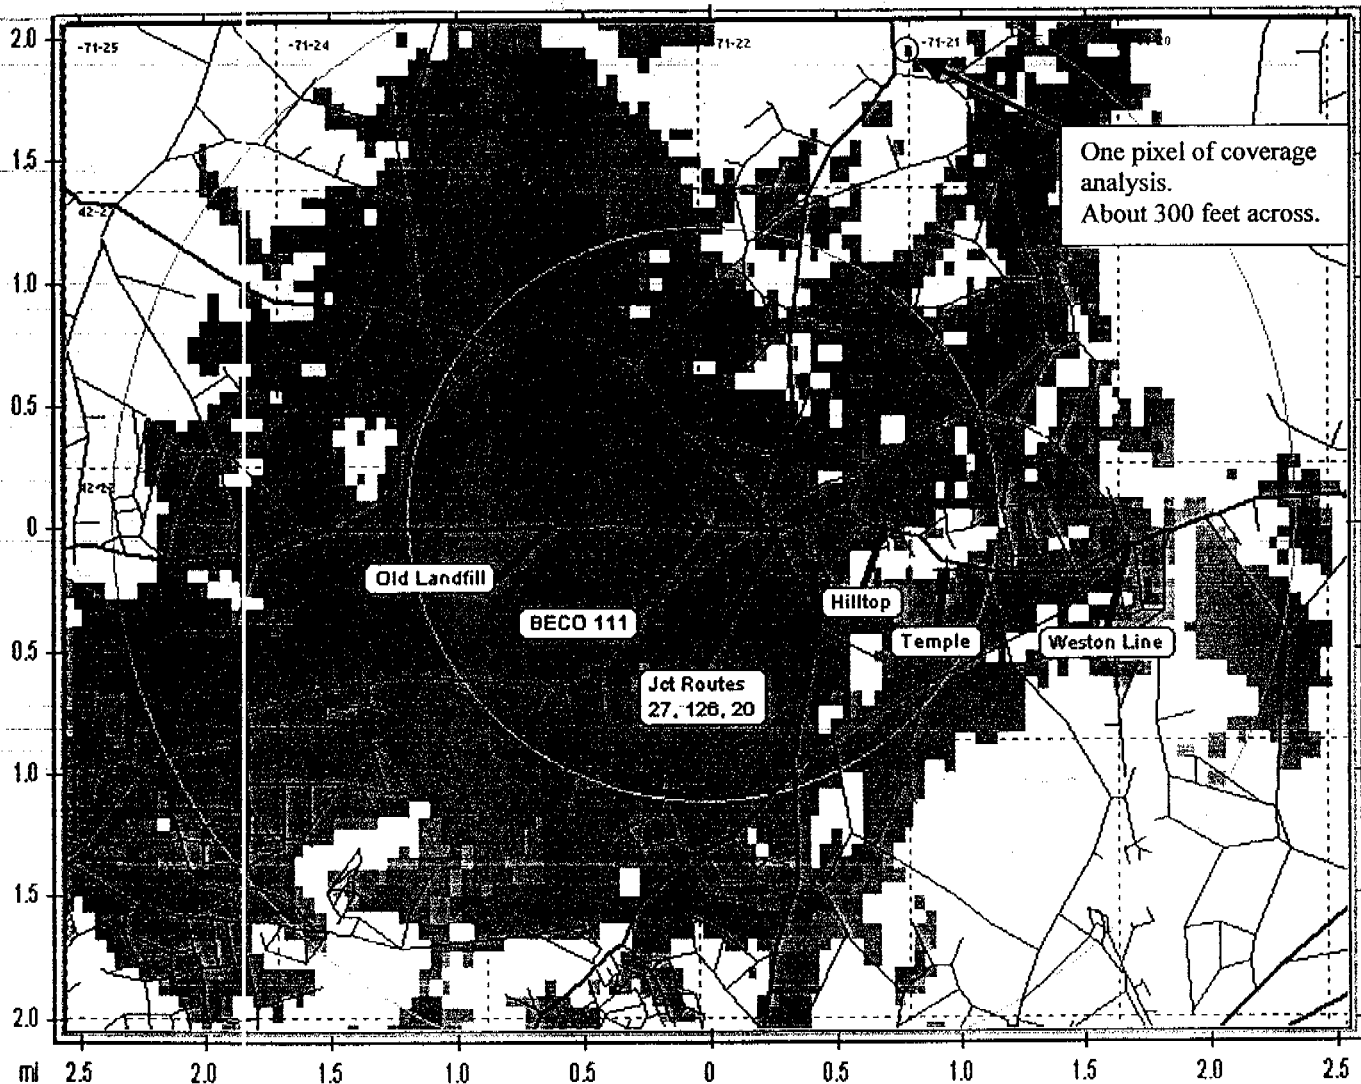 2.0
-71-25
-71-24
-71-22
-71-21
One pixel of coverage
analysis.
About 300 feet across.
1.5
1.0
0.5
0
Old Landfill
BECO 111
Hilltop
Temple
Weston Line
Jct Routes
27, 126, 20
0.5
1.0
1.5
2.0
mi 2.5 2.0 1.5 1.0 0.5 0 0.5 1.0 1.5 2.0 2.5